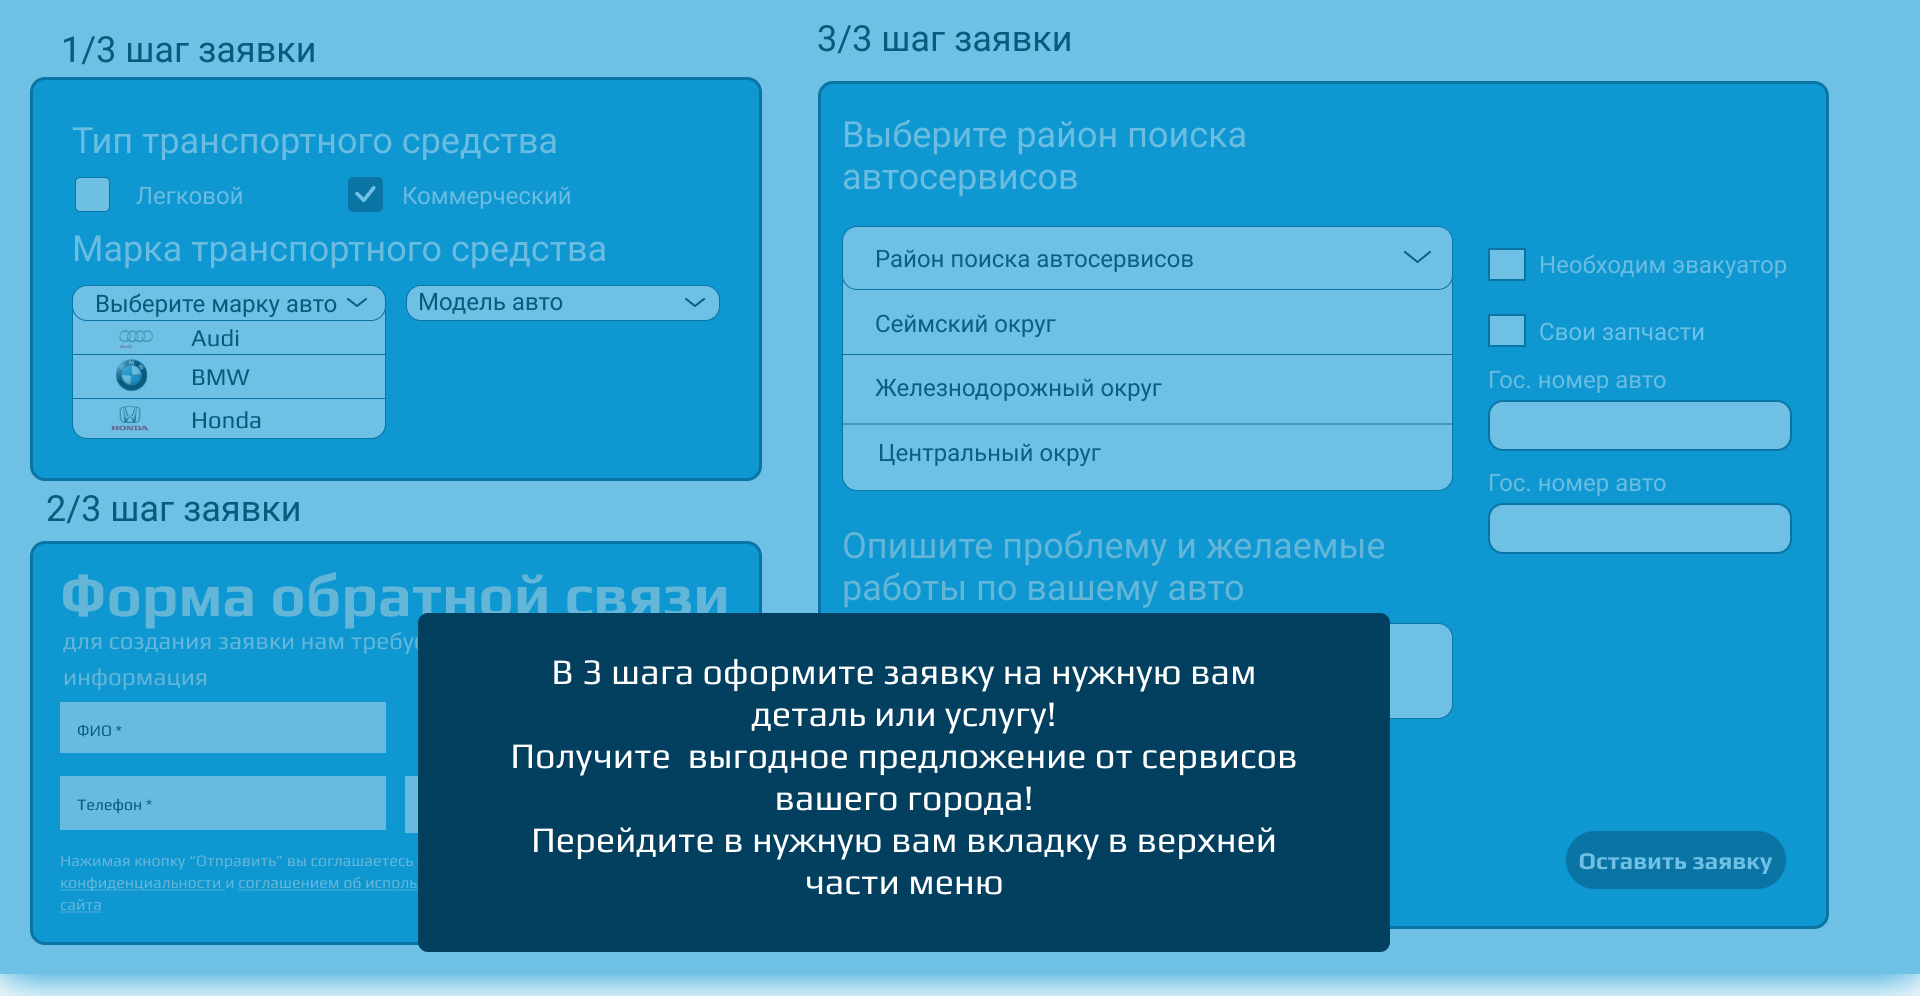 1/3 шаг заявки
Тип транспортного средства
Легковой
Коммерческий
Марка транспортного средства
Выберите марку авто
Модель авто
Audi
Audi
BMW
BMW
HONDA
Honda
2/3 шаг заявки
Форма обратной связи
для создания заявки нам требуе
информация
ФИО *
Телефон *
Нажимая кнопку “Отправить” вы соглашаетесь
конфиденциальности и соглашением об исполь
сайта
3/3 шаг заявки
Выберите район поиска
автосервисов
Район поиска автосервисов
Сеймский округ
Железнодорожный округ
Центральный округ
Необходим эвакуатор
Свои запчасти
Гос. номер авто
Гос. номер авто
Опишите проблему и желаемые
работы по вашему авто
Оставить заявку
В 3 шага оформите заявку на нужную вам
деталь или услугу!
Получите  выгодное предложение от сервисов
вашего города!
Перейдите в нужную вам вкладку в верхней
части меню